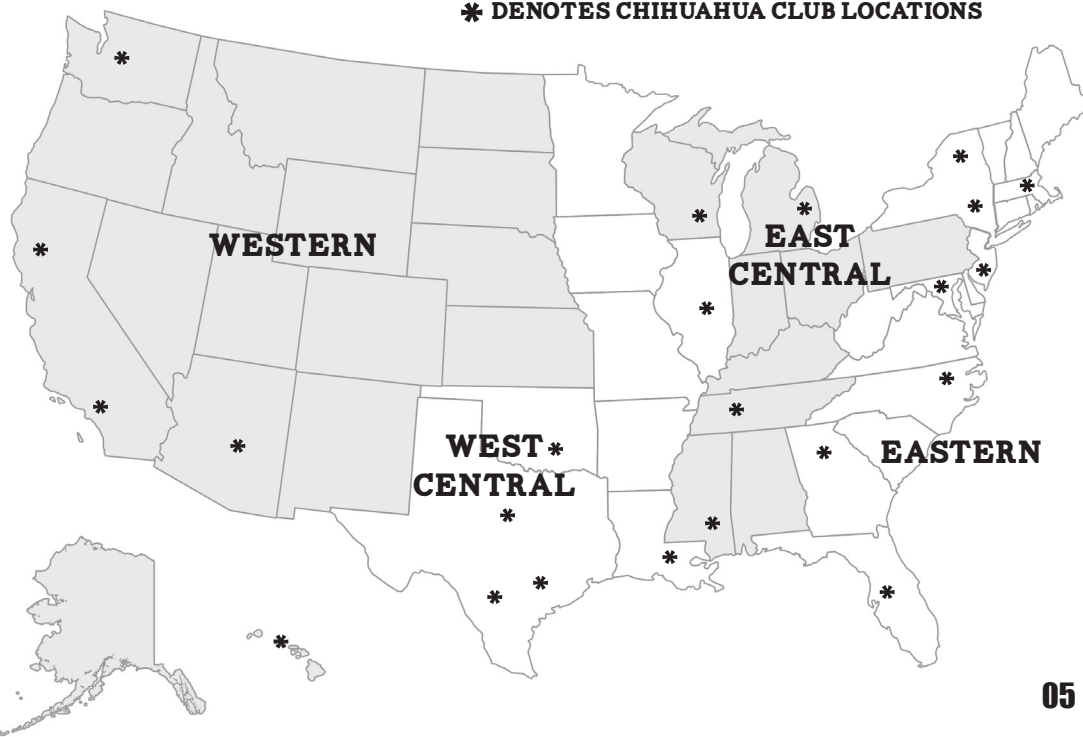 * DENOTES CHIHUAHUA CLUB LOCATIONS
WESTERN
EAST
CENTRAL
WEST
CENTRAL
EASTERN
05